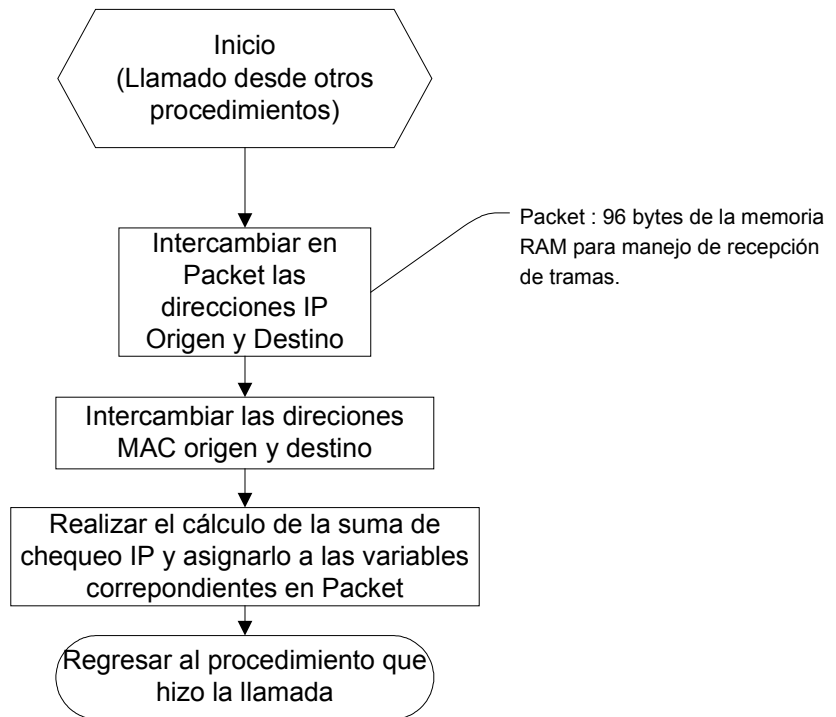 Inicio
(Llamado desde otros
procedimientos)
Intercambiar en
Packet las
direcciones IP
Origen y Destino
Packet : 96 bytes de la memoria
RAM para manejo de recepción
de tramas.
Intercambiar las direciones
MAC origen y destino
Realizar el cálculo de la suma de
chequeo IP y asignarlo a las variables
correpondientes en Packet
Regresar al procedimiento que
hizo la llamada